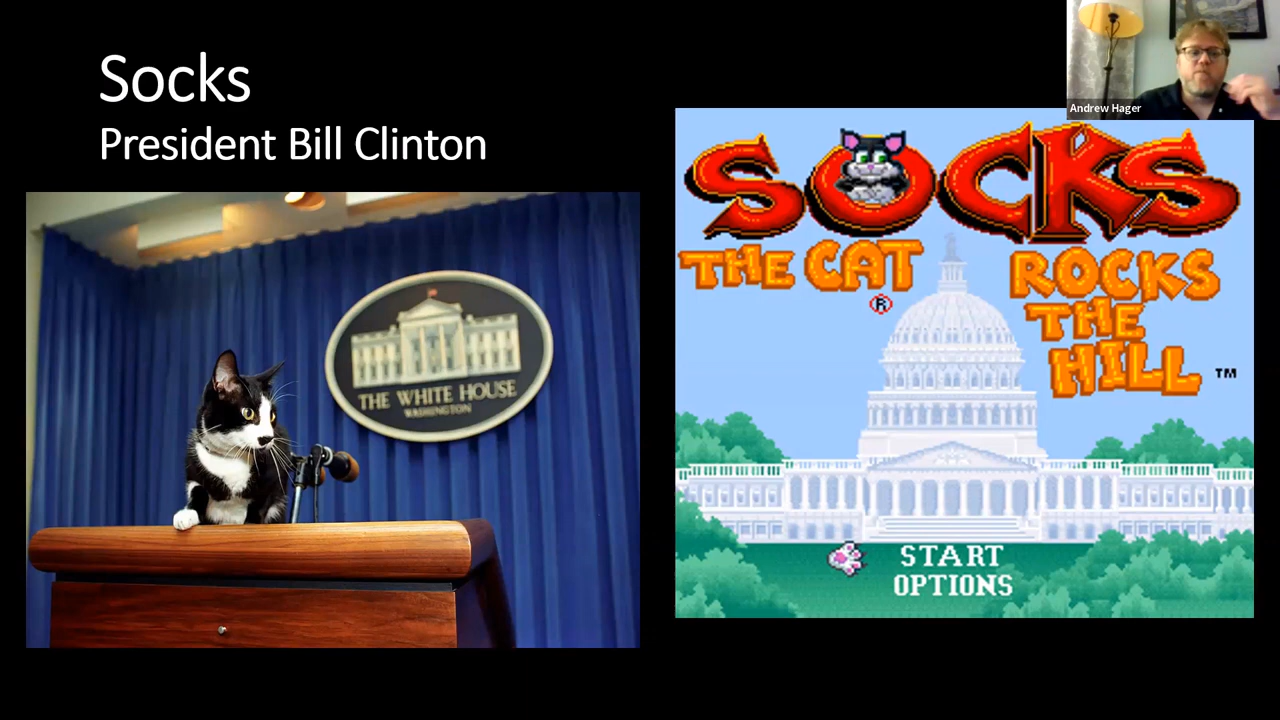 Socks
President Bill Clinton
Andrew Hager
THE WHITE HOUSE
WASHINGTON
SOCKS
THE CAT
®
ROCKS
THE
HILL ™
START
OPTIONS